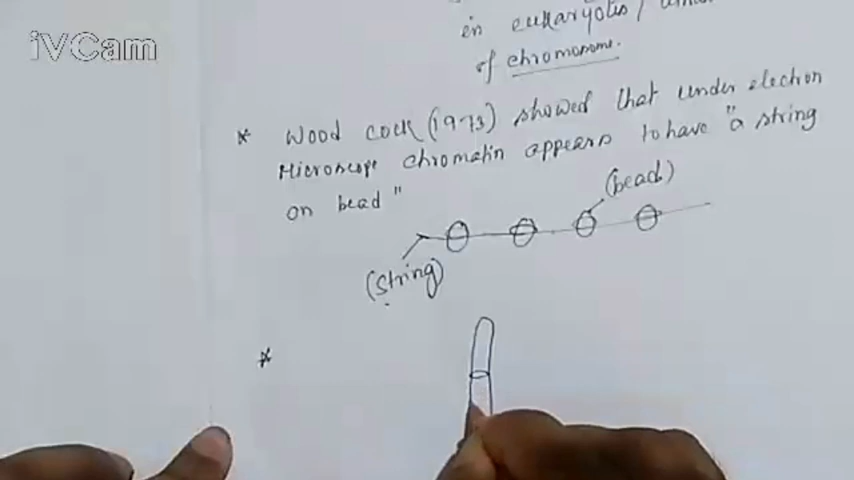 iVCam
in eukaryotes,
of chromosome.
* Wood cock (1973) showed that under electron
Microscope chromatin appears to have "a string
on bead"
(bead)
(string)
*